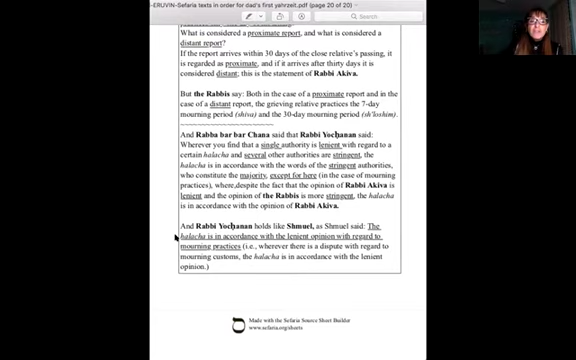 -ERUVIN-Sefaria texts in order for dad's first yahrzeit.pdf (page 20 of 20)
Search
What is considered a proximate report, and what is considered a
distant report?
If the report arrives within 30 days of the close relative's passing, it
is regarded as proximate, and if it arrives after thirty days it is
considered distant; this is the statement of Rabbi Akiva.
But the Rabbis say: Both in the case of a proximate report and in the
case of a distant report, the grieving relative practices the 7-day
mourning period (shiva) and the 30-day mourning period (sh'loshim).
~~~~~~~~~~~~~~~~~~~~
And Rabba bar bar Chana said that Rabbi Yoḥanan said:
Wherever you find that a single authority is lenient with regard to a
certain halacha and several other authorities are stringent, the
halacha is in accordance with the words of the stringent authorities,
who constitute the majority, except for here (in the case of mourning
practices), where,despite the fact that the opinion of Rabbi Akiva is
lenient and the opinion of the Rabbis is more stringent, the halacha
is in accordance with the opinion of Rabbi Akiva.
And Rabbi Yoḥanan holds like Shmuel, as Shmuel said: The
halacha is in accordance with the lenient opinion with regard to
mourning practices (i.e., wherever there is a dispute with regard to
mourning customs, the halacha is in accordance with the lenient
opinion.)
Made with the Sefaria Source Sheet Builder
www.sefaria.org/sheets